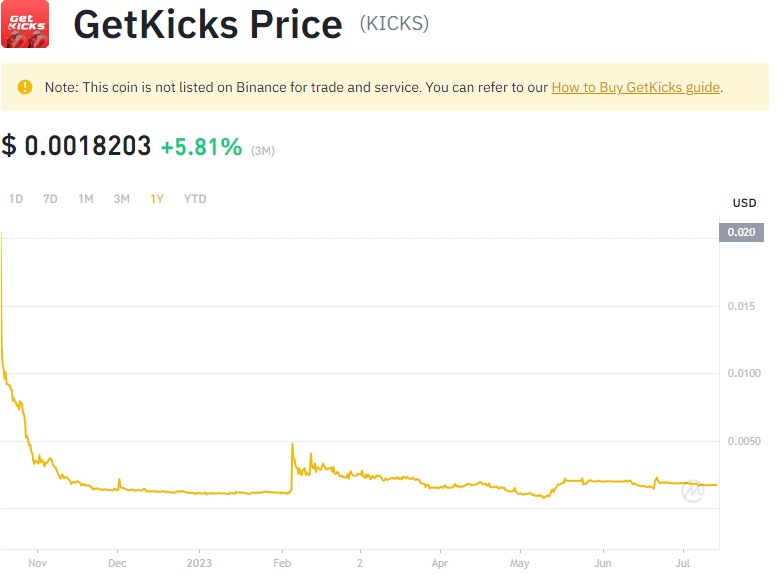 GET
KICKS
GetKicks Price (KICKS)
Note: This coin is not listed on Binance for trade and service. You can refer to our How to Buy GetKicks guide.
$ 0.0018203 +5.81% (3M)
1D 7D 1M 3M 1Y YTD
USD
0.020
0.015
0.0100
0.0050
Nov Dec 2023 Feb 2 Apr May Jun Jul